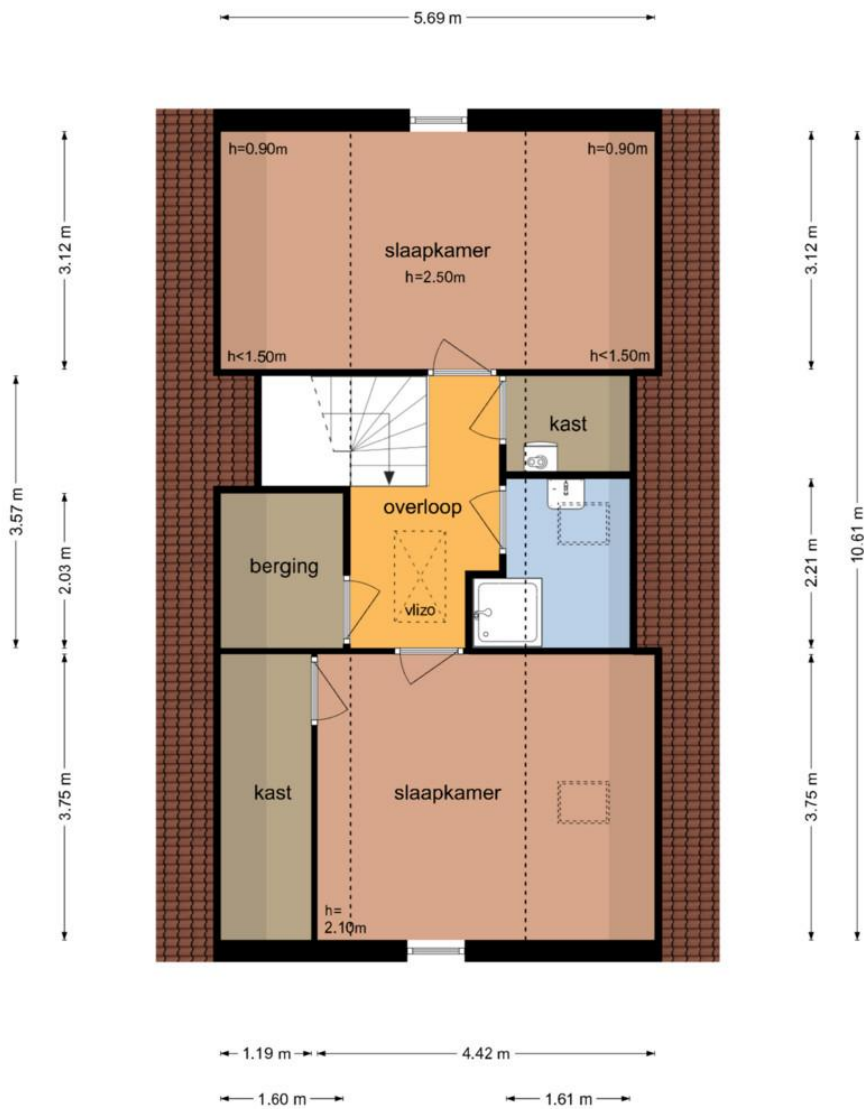 5.69 m
h=0.90m
h=0.90m
3.12 m
slaapkamer
3.12 m
h=2.50m
h<1.50m
h<1.50m
kast
overloop
3.57 m
10.61 m
berging
2.03 m
2.21 m
vlizo
kast
slaapkamer
3.75 m
3.75 m
h=
2.10m
1.19 m
4.42 m
1.60 m
1.61 m